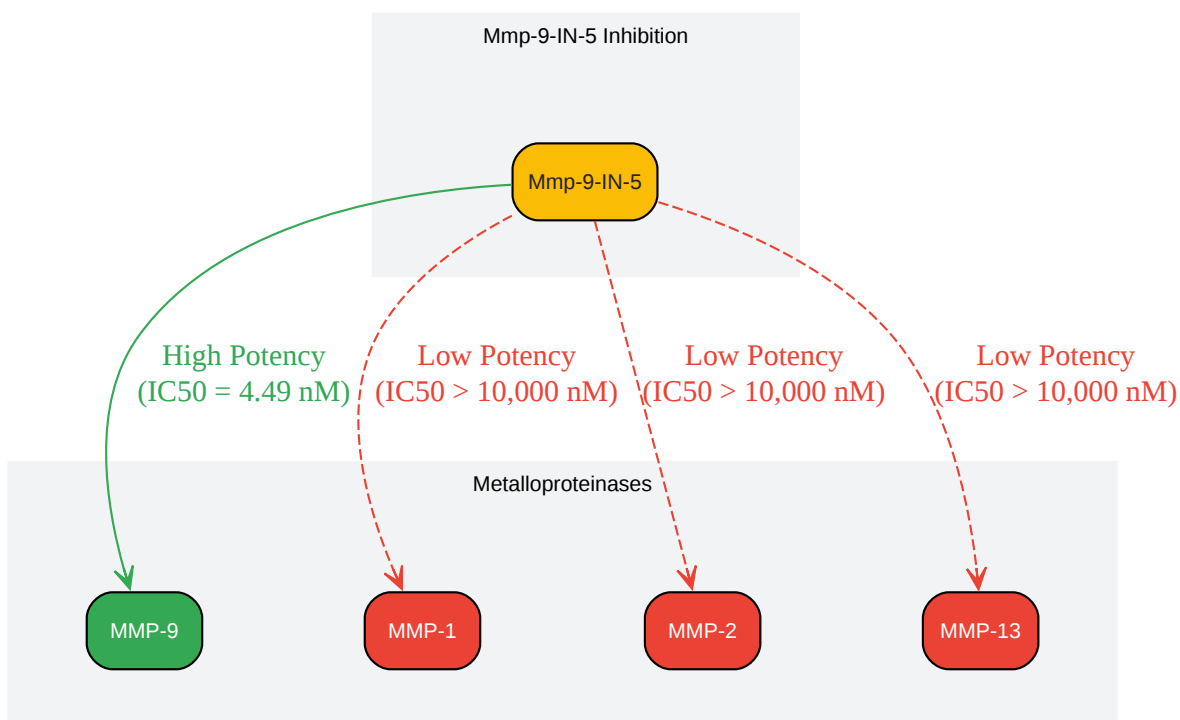 Mmp-9-IN-5 Inhibition
Mmp-9-IN-5
High Potency
(IC50 = 4.49 nM)
Low Potency
(IC50 > 10,000 nM)
Low Potency
(IC50 > 10,000 nM)
Low Potency
(IC50 > 10,000 nM)
Metalloproteinases
MMP-9
MMP-1
MMP-2
MMP-13